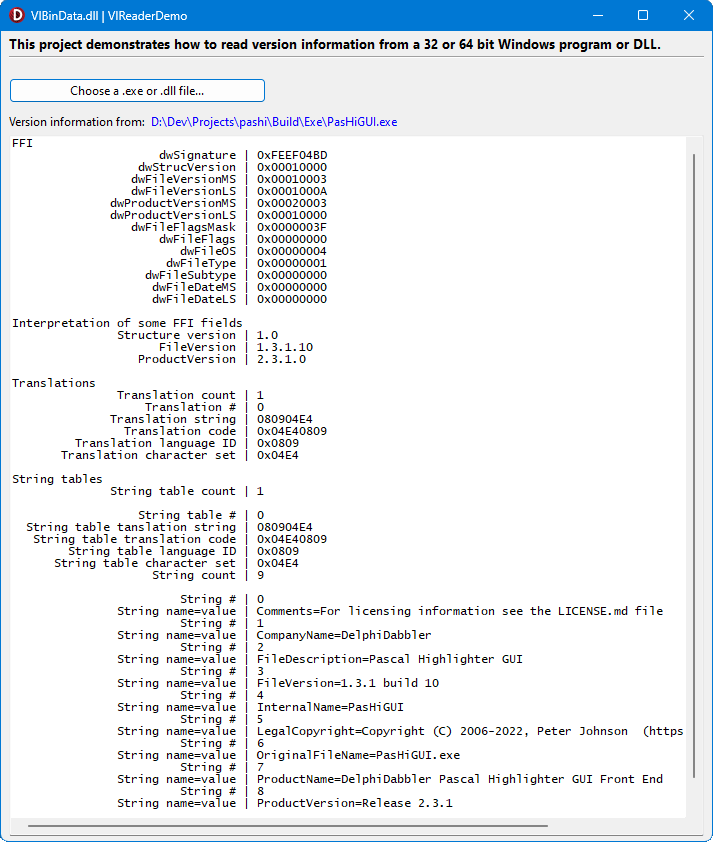 D VIBinData.dll | VIReaderDemo
This project demonstrates how to read version information from a 32 or 64 bit Windows program or DLL.
Choose a .exe or .dll file...
Version information from: D:\Dev\Projects\pashi\Build\Exe\PasHiGUI.exe
FFI
dwSignature | 0xFEEF04BD
dwStrucVersion | 0x00010000
dwFileVersionMS | 0x00010003
dwFileVersionLS | 0x0001000A
dwProductVersionMS | 0x00020003
dwProductVersionLS | 0x00010000
dwFileFlagsMask | 0x0000003F
dwFileFlags | 0x00000000
dwFileOS | 0x00000004
dwFileType | 0x00000001
dwFileSubtype | 0x00000000
dwFileDateMS | 0x00000000
dwFileDateLS | 0x00000000
Interpretation of some FFI fields
Structure version | 1.0
FileVersion | 1.3.1.10
ProductVersion | 2.3.1.0
Translations
Translation count | 1
Translation # | 0
Translation string | 080904E4
Translation code | 0x04E40809
Translation language ID | 0x0809
Translation character set | 0x04E4
String tables
String table count | 1
String table # | 0
String table tanslation string | 080904E4
String table translation code | 0x04E40809
String table language ID | 0x0809
String table character set | 0x04E4
String count | 9
String # | 0
String name=value | Comments=For licensing information see the LICENSE.md file
String # | 1
String name=value | CompanyName=DelphiDabbler
String # | 2
String name=value | FileDescription=Pascal Highlighter GUI
String # | 3
String name=value | FileVersion=1.3.1 build 10
String # | 4
String name=value | InternalName=PasHiGUI
String # | 5
String name=value | LegalCopyright=Copyright (C) 2006-2022, Peter Johnson (https
String # | 6
String name=value | OriginalFileName=PasHiGUI.exe
String # | 7
String name=value | ProductName=DelphiDabbler Pascal Highlighter GUI Front End
String # | 8
String name=value | ProductVersion=Release 2.3.1